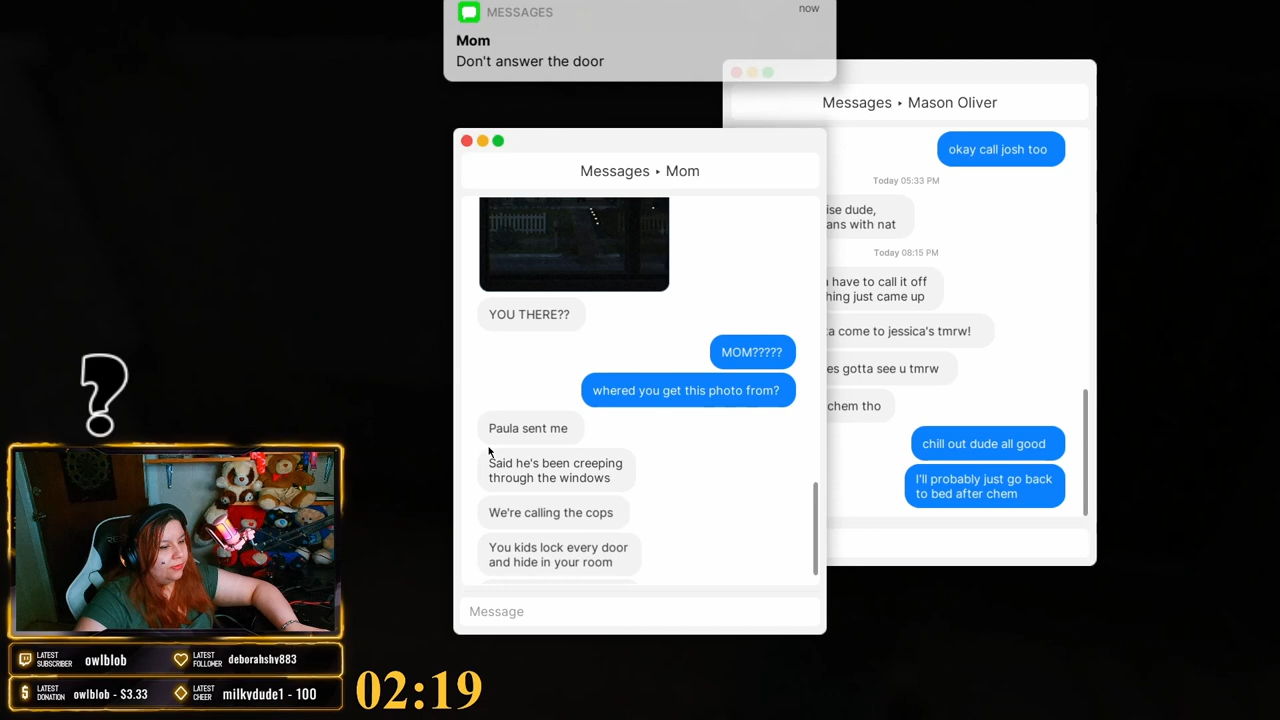 MESSAGES
now
Mom
Don't answer the door
Messages ‣ Mason Oliver
okay call josh too
Today 05:33 PM
ise dude,
ans with nat
Today 08:15 PM
have to call it off
hing just came up
come to jessica's tmrw!
es gotta see u tmrw
chem tho
chill out dude all good
I'll probably just go back
to bed after chem
Messages ‣ Mom
YOU THERE??
MOM?????
whered you get this photo from?
Paula sent me
Said he's been creeping
through the windows
We're calling the cops
You kids lock every door
and hide in your room
Message
?
LATEST
SUBSCRIBER
owlblob
LATEST
FOLLOWER
deborahshy883
LATEST
DONATION
owlblob - $3.33
LATEST
CHEER
milkydude1 - 100
02:19